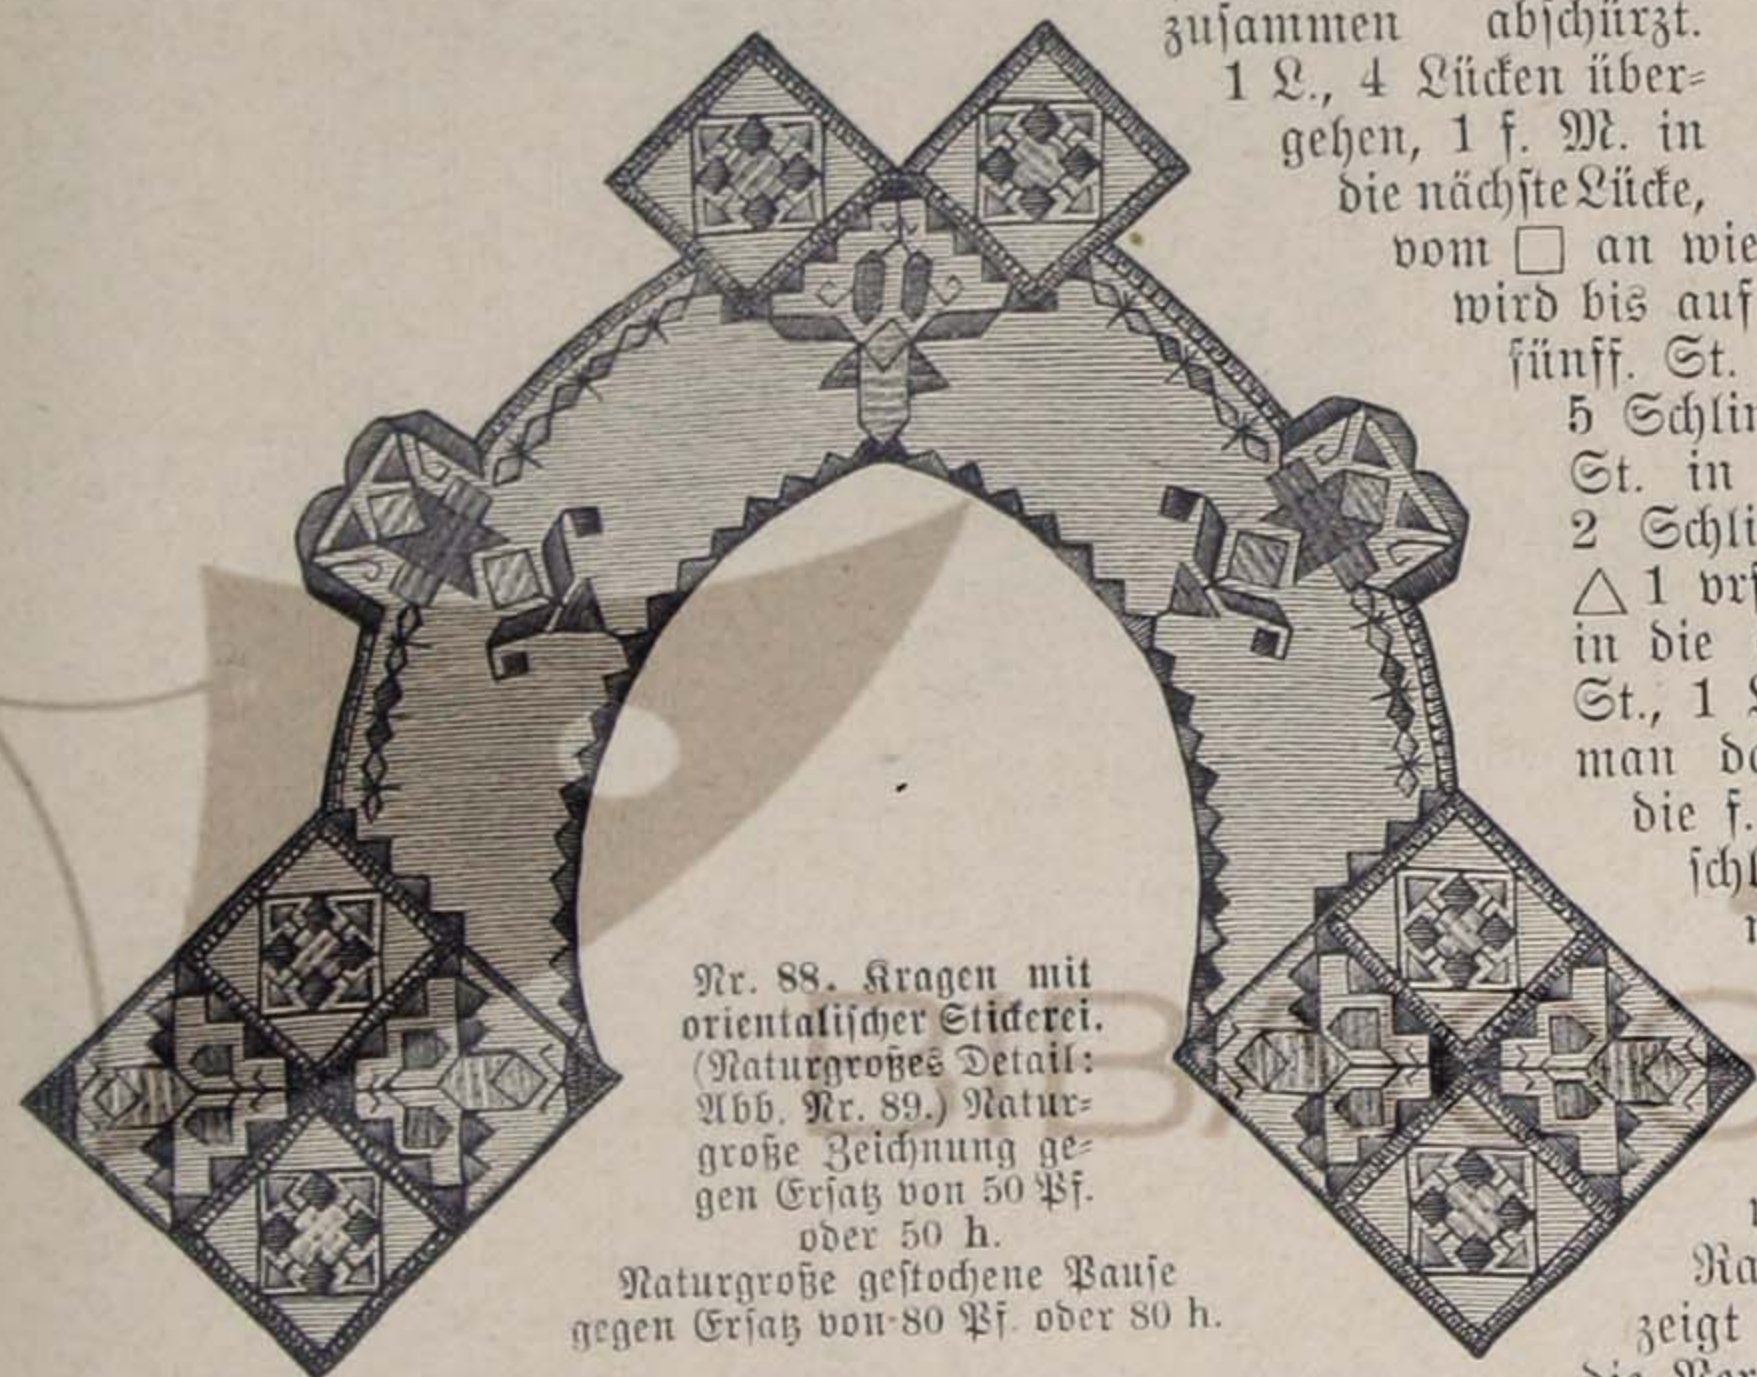 zusammen abschürzt.
1 L., 4 Lücken über-
gehen, 1 f. M. in
die nächste Lücke,
vom □ an wie
wird bis auf
fünff. St.
5 Schlin
St. in
2 Schli
△ 1 vrf
in die
St., 1
man da
die f.
schl
Ra
zeigt
Nr. 88. Kragen mit
orientalischer Stickerei.
(Naturgroßes Detail:
Abb. Nr. 89.) Natur-
große Zeichnung ge-
gen Ersatz von 50 Pf.
oder 50 h.
Naturgroße gestochene Pause
gegen Ersatz von 80 Pf. oder 80 h.